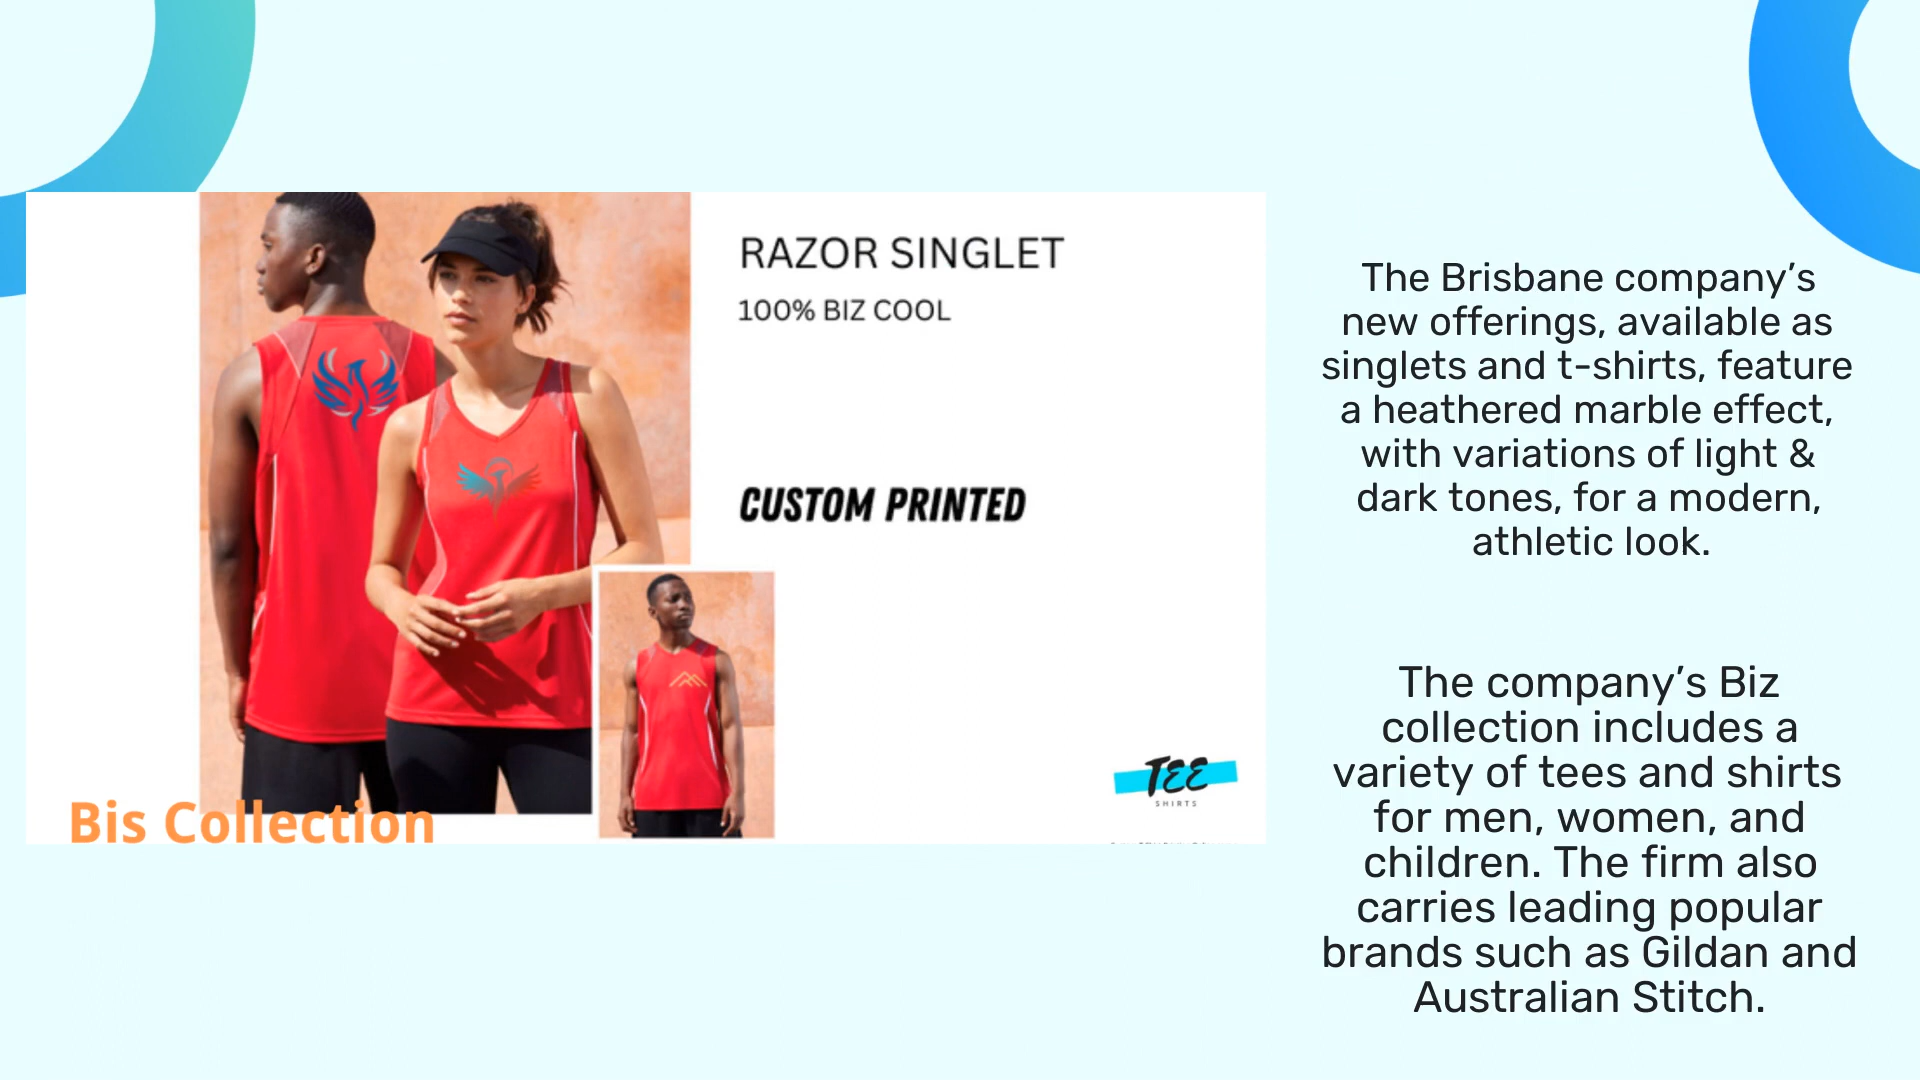 RAZOR SINGLET
100% BIZ COOL
CUSTOM PRINTED
TEE
SHIRTS
Bis Collection
The Brisbane company’s
new offerings, available as
singlets and t-shirts, feature
a heathered marble effect,
with variations of light &
dark tones, for a modern,
athletic look.
The company’s Biz
collection includes a
variety of tees and shirts
for men, women, and
children. The firm also
carries leading popular
brands such as Gildan and
Australian Stitch.